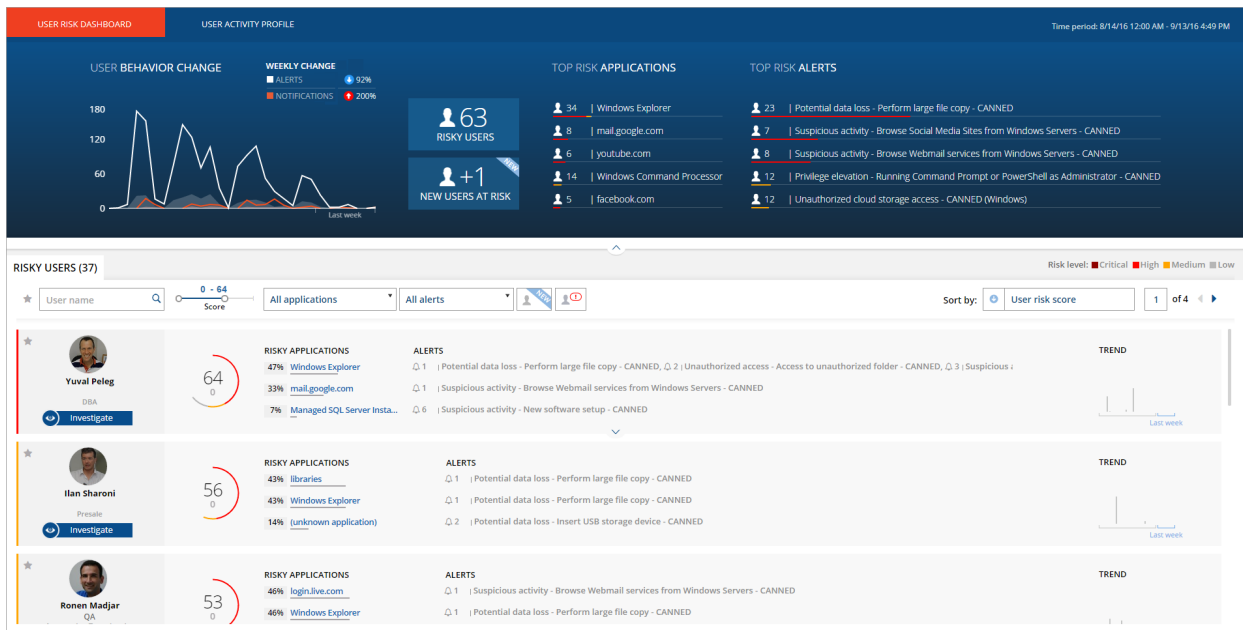 USER RISK DASHBOARD
USER ACTIVITY PROFILE
Time period: 8/14/16 12:00 AM - 9/13/16 4:49 PM
USER BEHAVIOR CHANGE
WEEKLY CHANGE
ALERTS 92%
NOTIFICATIONS 200%
180
120
60
0
Last week
63
RISKY USERS
NEW
+1
NEW USERS AT RISK
TOP RISK APPLICATIONS
34 | Windows Explorer
8 | mail.google.com
6 | youtube.com
14 | Windows Command Processor
5 | facebook.com
TOP RISK ALERTS
23 | Potential data loss - Perform large file copy - CANNED
7 | Suspicious activity - Browse Social Media Sites from Windows Servers - CANNED
8 | Suspicious activity - Browse Webmail services from Windows Servers - CANNED
12 | Privilege elevation - Running Command Prompt or PowerShell as Administrator - CANNED
12 | Unauthorized cloud storage access - CANNED (Windows)
RISKY USERS (37)
Risk level: Critical High Medium Low
User name
0 - 64
Score
All applications
All alerts
NEW
Sort by: User risk score
1 of 4
Yuval Peleg
DBA
Investigate
64
0
RISKY APPLICATIONS
47% Windows Explorer
33% mail.google.com
7% Managed SQL Server Insta...
ALERTS
1 | Potential data loss - Perform large file copy - CANNED, 2 | Unauthorized access - Access to unauthorized folder - CANNED, 3 | Suspicious
1 | Suspicious activity - Browse Webmail services from Windows Servers - CANNED
6 | Suspicious activity - New software setup - CANNED
TREND
Last week
Ilan Sharoni
Presale
Investigate
56
0
RISKY APPLICATIONS
43% libraries
43% Windows Explorer
14% (unknown application)
ALERTS
1 | Potential data loss - Perform large file copy - CANNED
1 | Potential data loss - Perform large file copy - CANNED
2 | Potential data loss - Insert USB storage device - CANNED
TREND
Last week
Ronen Madjar
QA
53
0
RISKY APPLICATIONS
46% login.live.com
46% Windows Explorer
ALERTS
1 | Suspicious activity - Browse Webmail services from Windows Servers - CANNED
1 | Potential data loss - Perform large file copy - CANNED
TREND